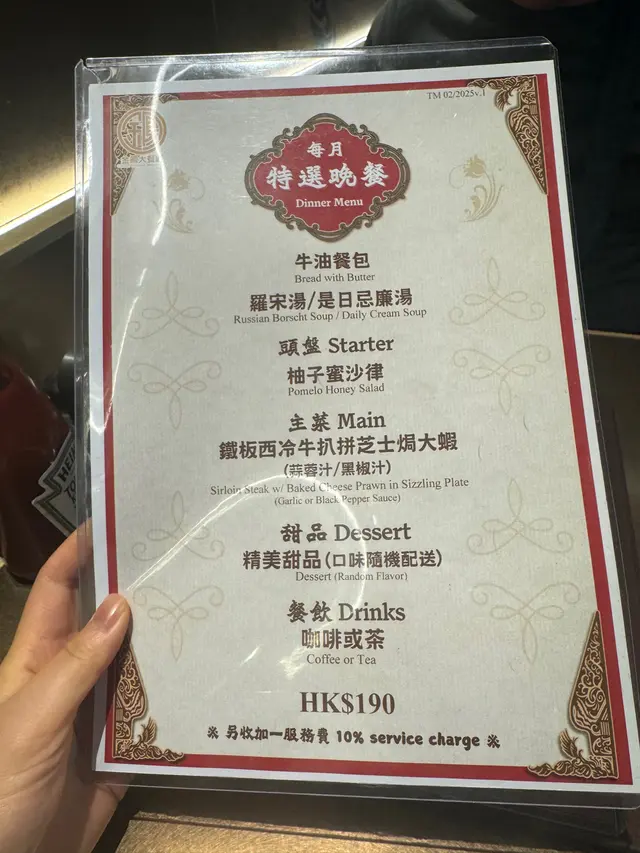 TM 02/2025v.1
每月
特選晚餐
Dinner Menu
牛油餐包
Bread with Butter
羅宋湯/是日忌廉湯
Russian Borscht Soup / Daily Cream Soup
頭盤 Starter
柚子蜜沙律
Pomelo Honey Salad
主菜 Main
鐵板西冷牛扒拼芝士焗大蝦
(蒜蓉汁/黑椒汁)
Sirloin Steak w/ Baked Cheese Prawn in Sizzling Plate
(Garlic or Black Pepper Sauce)
甜品 Dessert
精美甜品(口味隨機配送)
Dessert (Random Flavor)
餐飲 Drinks
咖啡或茶
Coffee or Tea
HK$190
※ 另收加一服務費 10% service charge ※